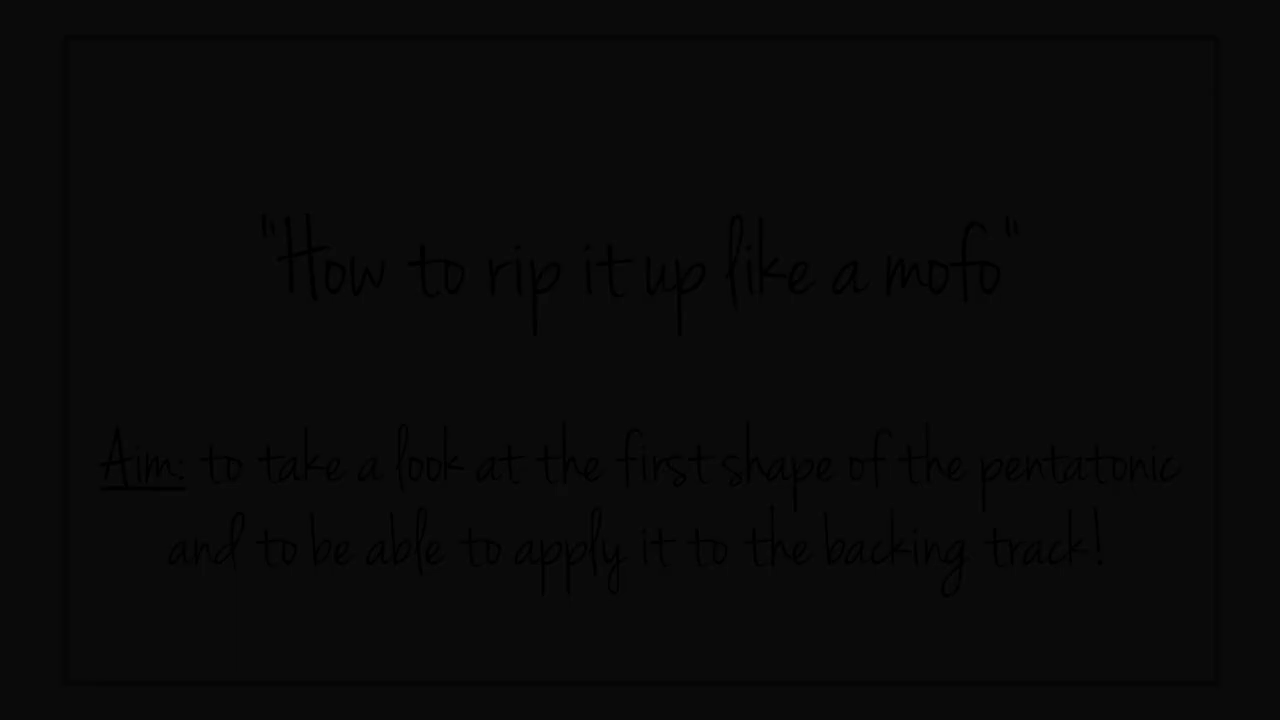 "How to rip it up like a mofo"
Aim: to take a look at the first shape of the pentatonic
and to be able to apply it to the backing track!